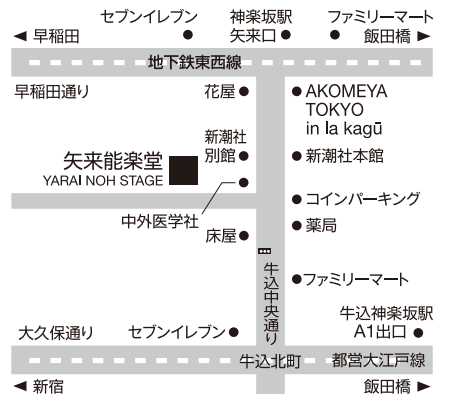 セブンイレブン
神楽坂駅
矢来口
ファミリーマート
◀ 早稲田
飯田橋 ▶
地下鉄東西線
早稲田通り
花屋
AKOMEYA
TOKYO
in la kagū
新潮社
別館
新潮社本館
矢来能楽堂
YARAI NOH STAGE
コインパーキング
中外医学社
薬局
床屋
牛込中央通り
ファミリーマート
牛込神楽坂駅
A1出口
大久保通り
セブンイレブン
牛込北町
都営大江戸線
◀ 新宿
飯田橋 ▶